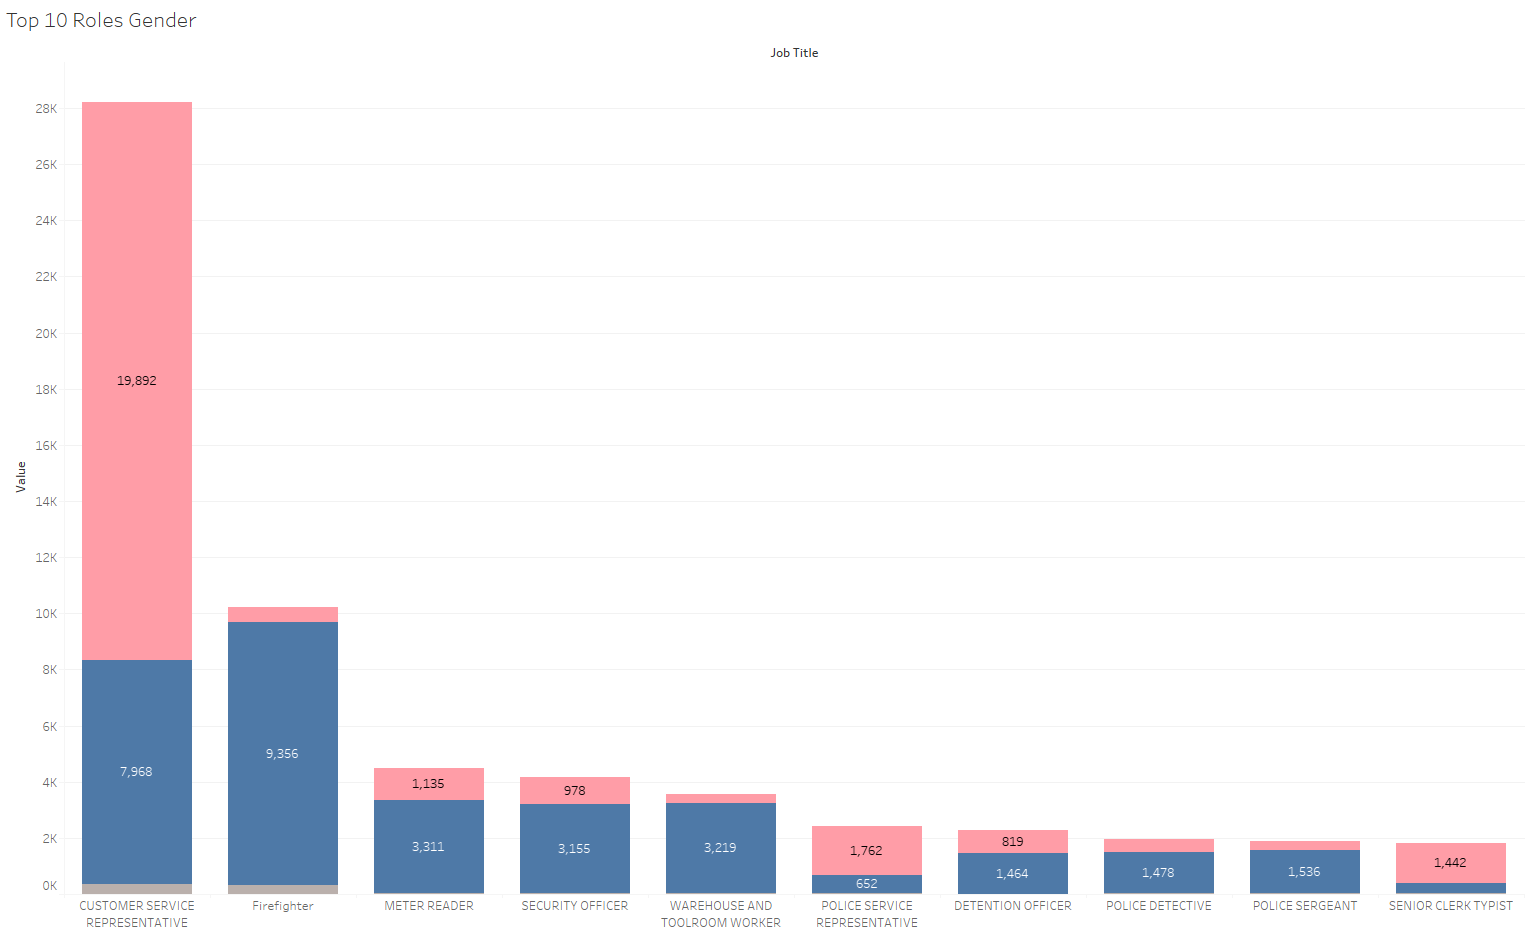 Top 10 Roles Gender
Job Title
Value
28K
26K
24K
22K
20K
18K
16K
14K
12K
10K
8K
6K
4K
2K
0K
19,892
7,968
9,356
1,135
3,311
978
3,155
3,219
1,762
652
819
1,464
1,478
1,536
1,442
CUSTOMER SERVICE
REPRESENTATIVE
Firefighter
METER READER
SECURITY OFFICER
WAREHOUSE AND
TOOLROOM WORKER
POLICE SERVICE
REPRESENTATIVE
DETENTION OFFICER
POLICE DETECTIVE
POLICE SERGEANT
SENIOR CLERK TYPIST